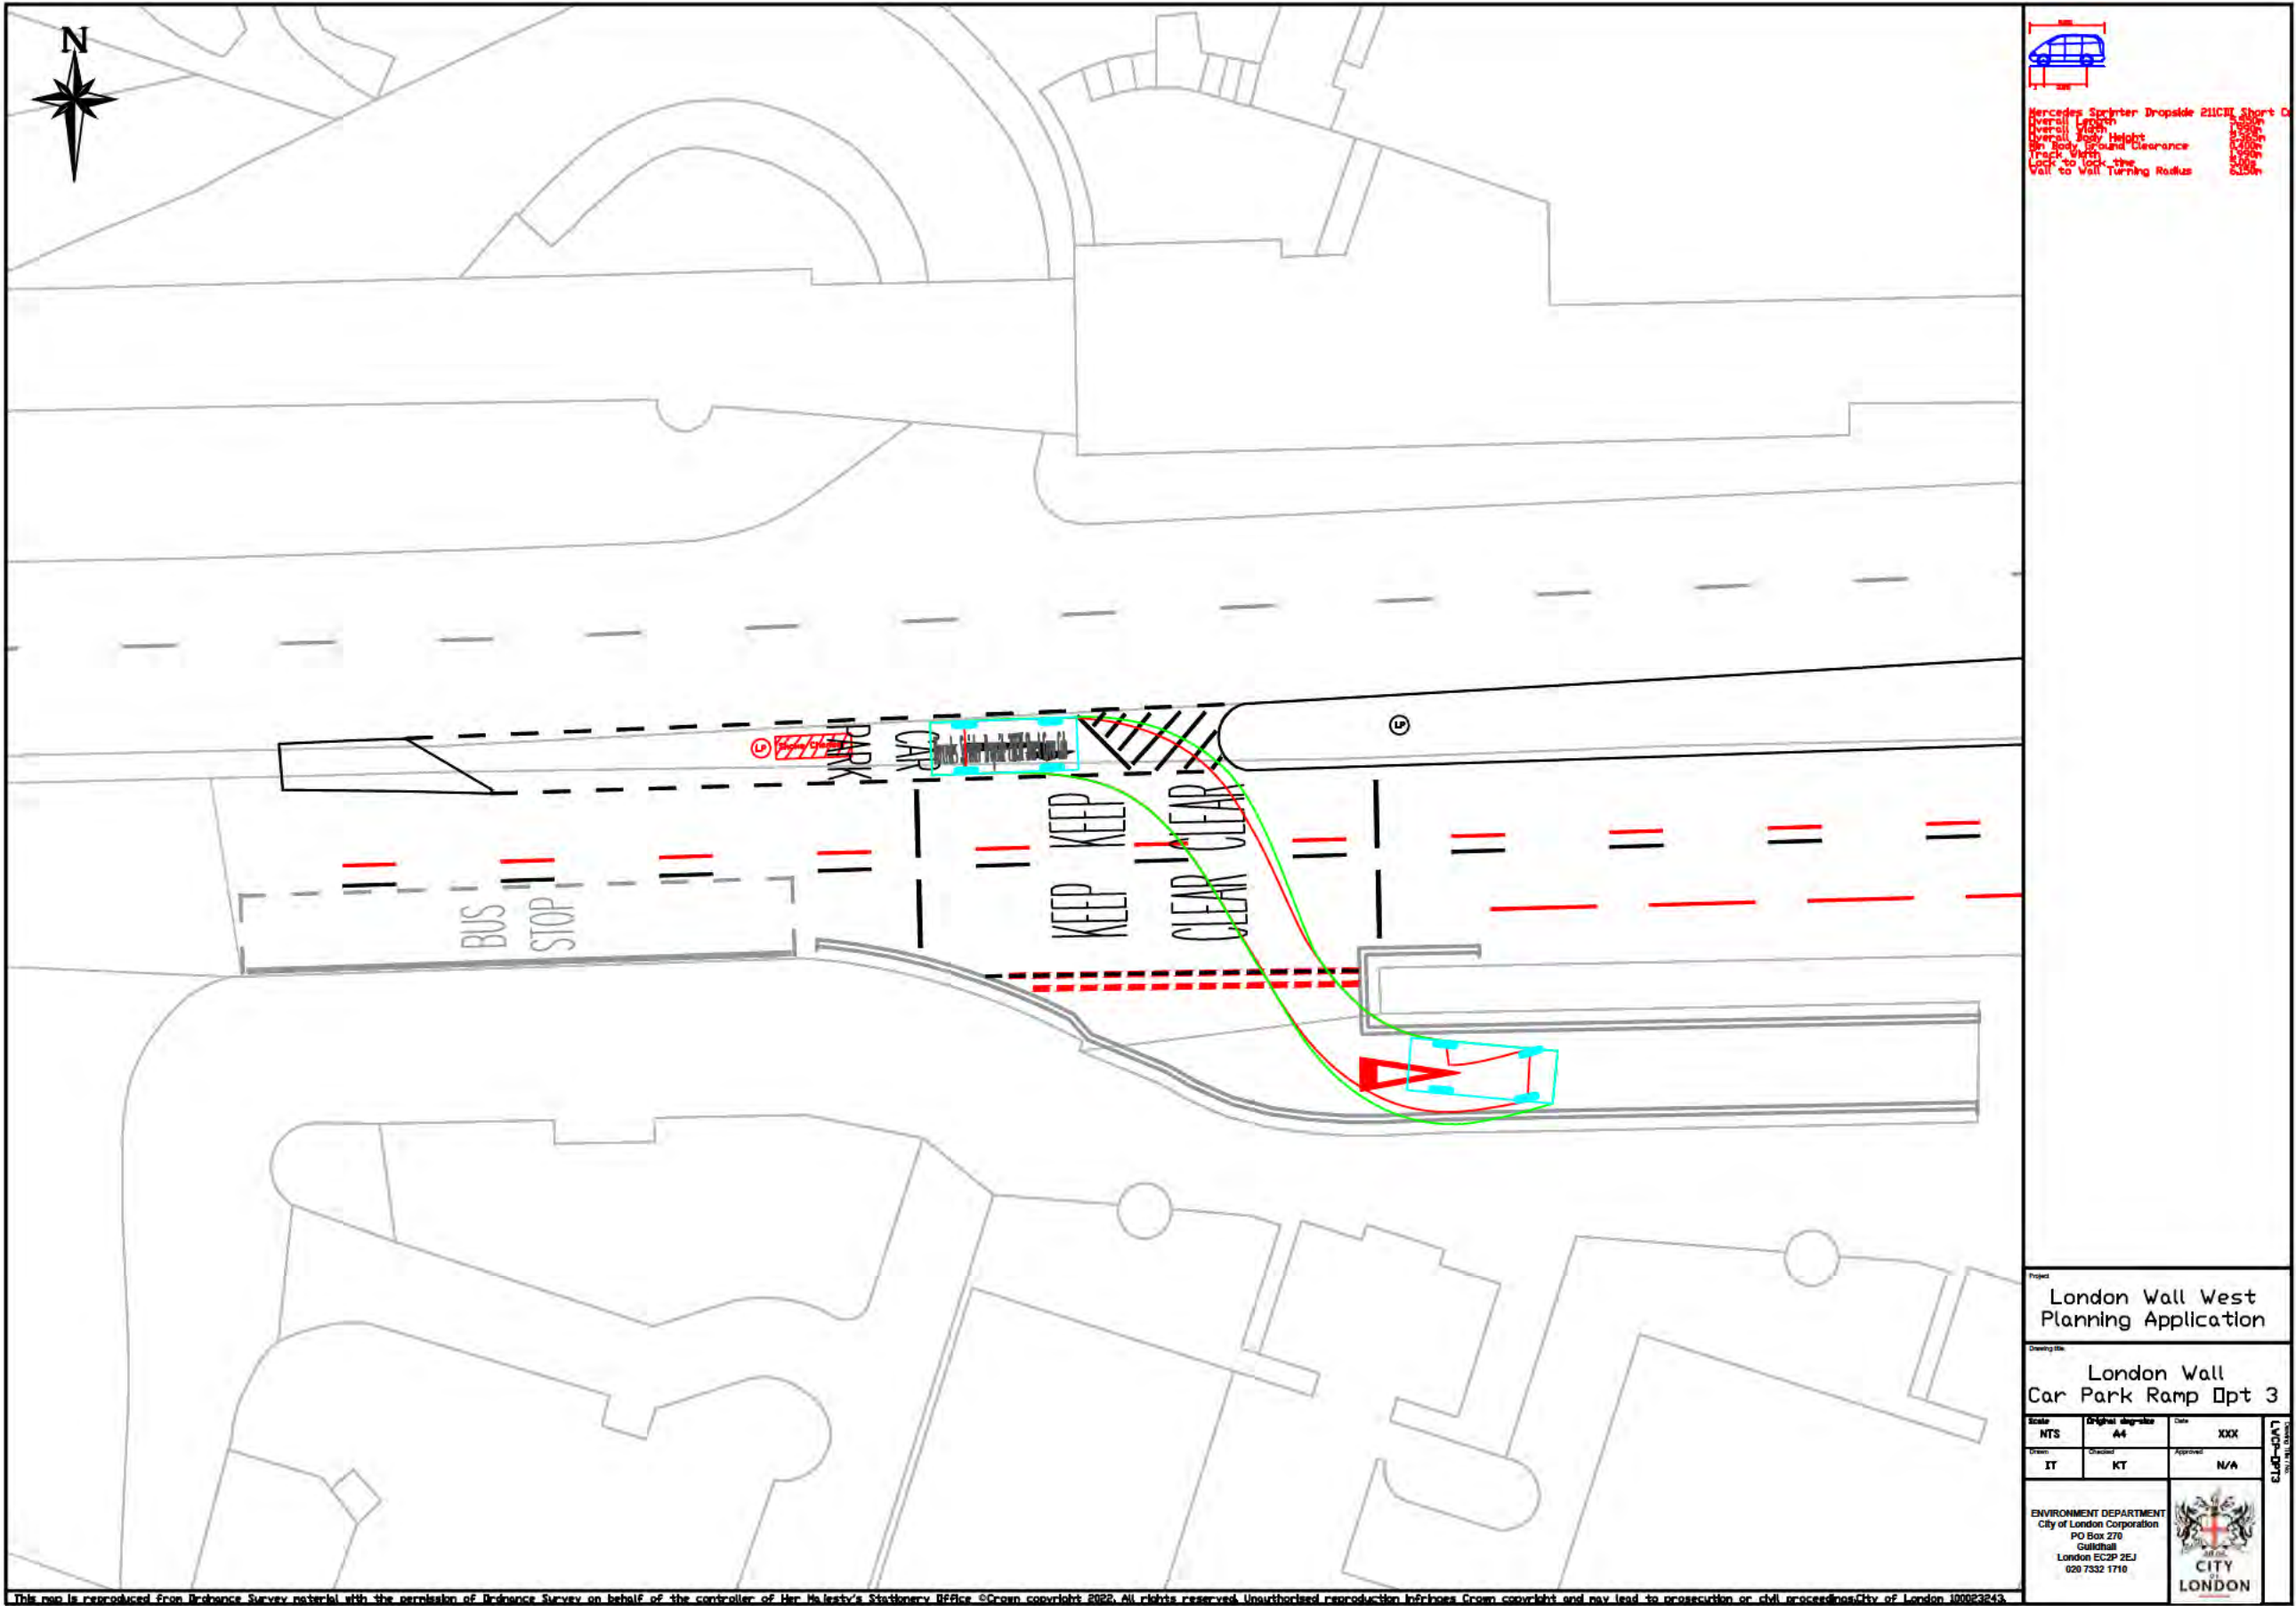 N
Mercedes Sprinter Dropside 211CDI Short C
Overall Length
Overall Width
Overall Body Height
Min Body Ground Clearance
Track Width
Lock to lock time
Wall to Wall Turning Radius 6.150m
LP
LP
PARK
CAR
KEEP KEEP
CLEAR CLEAR
BUS
STOP
Project
London Wall West
Planning Application
Drawing title.
London Wall
Car Park Ramp Opt 3
Scale
NTS
Original dwg-size
A4
Date
XXX
Drawn
IT
Checked
KT
Approved
N/A
LWCP-OPT3
ENVIRONMENT DEPARTMENT
City of London Corporation
PO Box 270
Guildhall
London EC2P 2EJ
020 7332 1710
CITY
OF
LONDON
This map is reproduced from Ordnance Survey material with the permission of Ordnance Survey on behalf of the controller of Her Majesty's Stationery Office ©Crown copyright 2022. All rights reserved. Unauthorised reproduction infringes Crown copyright and may lead to prosecution or civil proceedings.City of London 100023243.